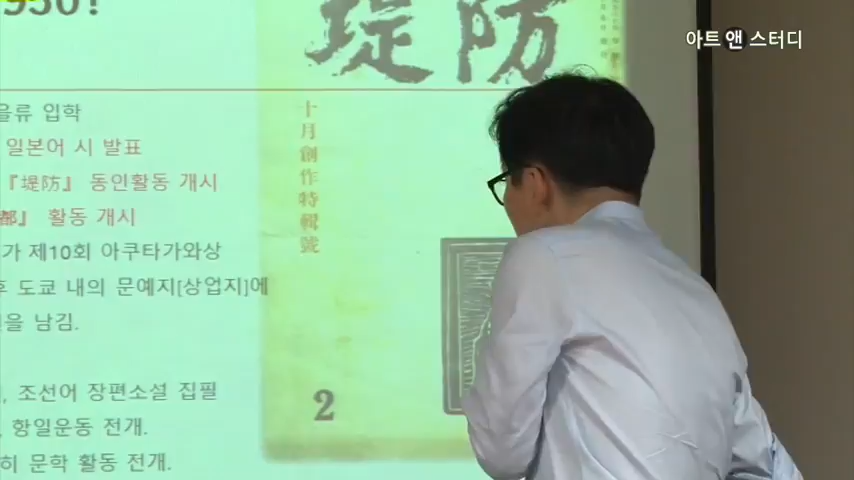 1950!
아트앤스터디
堤防
十月創作特輯號
을류 입학
일본어 시 발표
『堤防』 동인활동 개시
都』 활동 개시
가 제10회 아쿠타가와상
도쿄 내의 문예지[상업지]에
을 남김.
, 조선어 장편소설 집필
, 항일운동 전개.
히 문학 활동 전개.
2